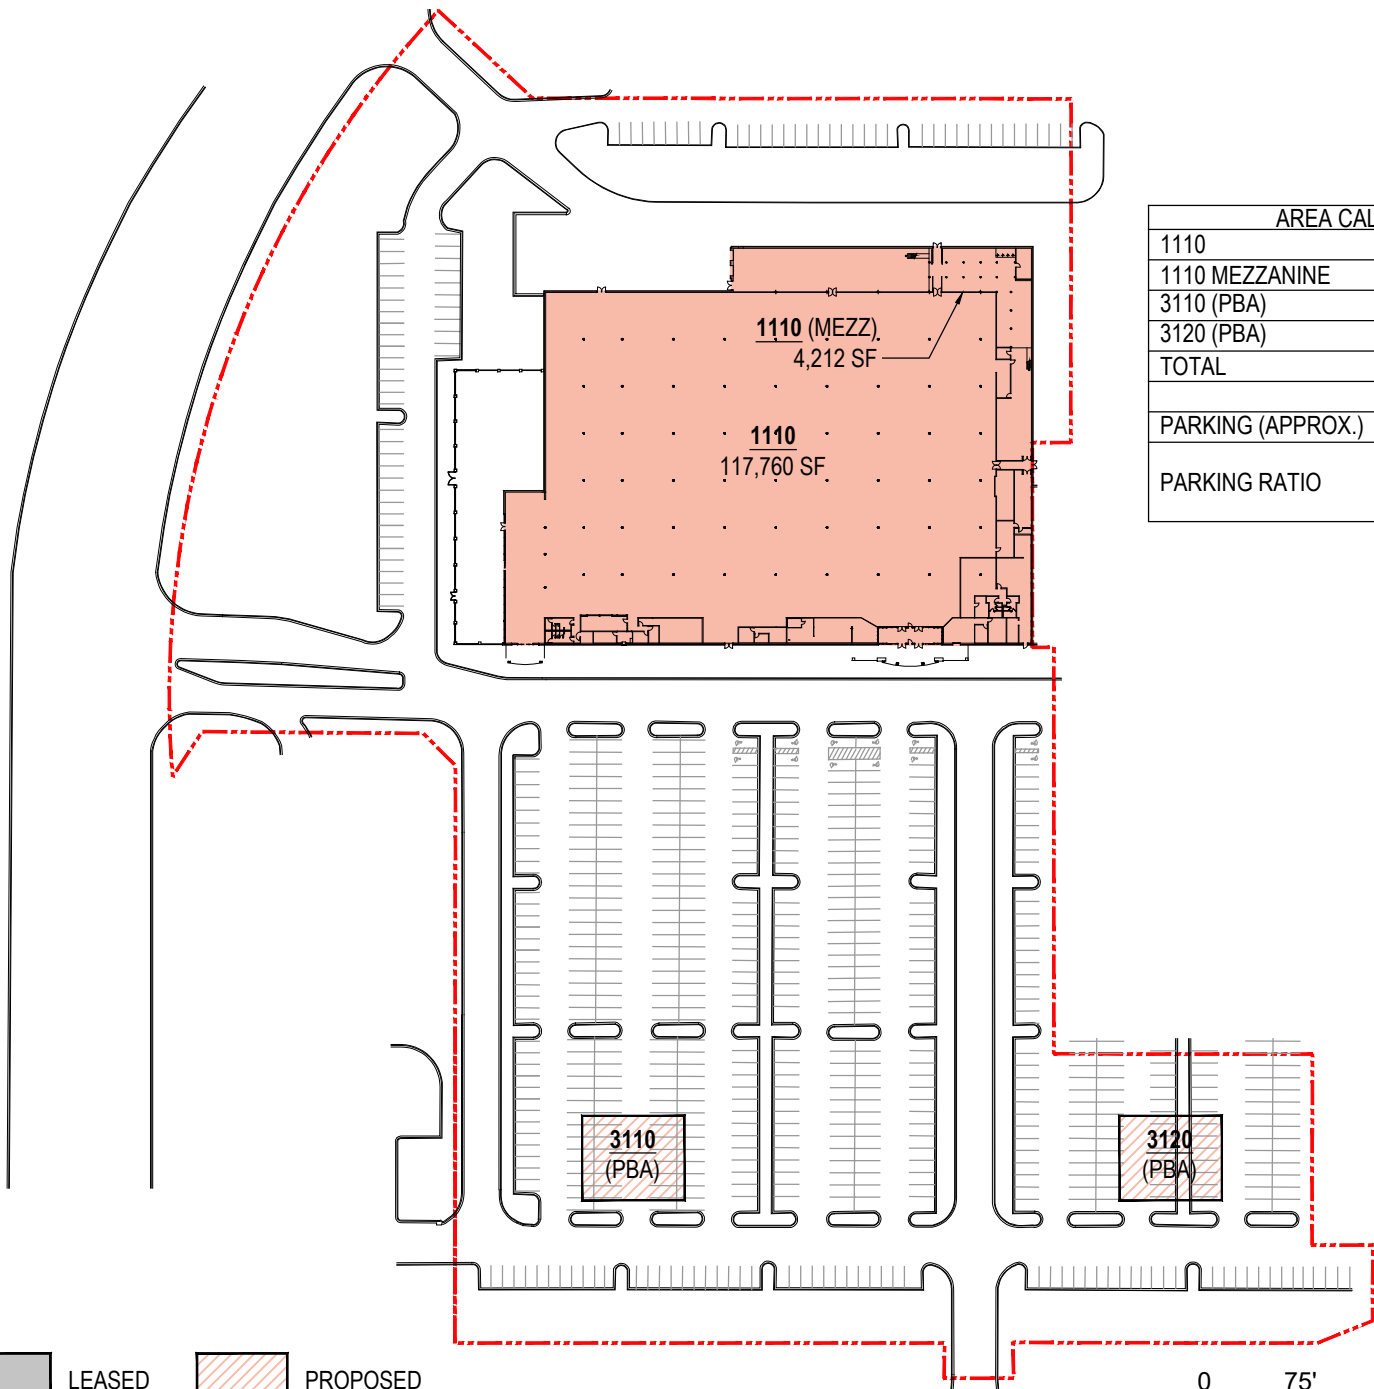 AREA CAL
1110
1110 MEZZANINE
3110 (PBA)
3120 (PBA)
TOTAL
PARKING (APPROX.)
PARKING RATIO
1110 (MEZZ)
4,212 SF
1110
117,760 SF
3110
(PBA)
3120
(PBA)
LEASED
PROPOSED
0 75'